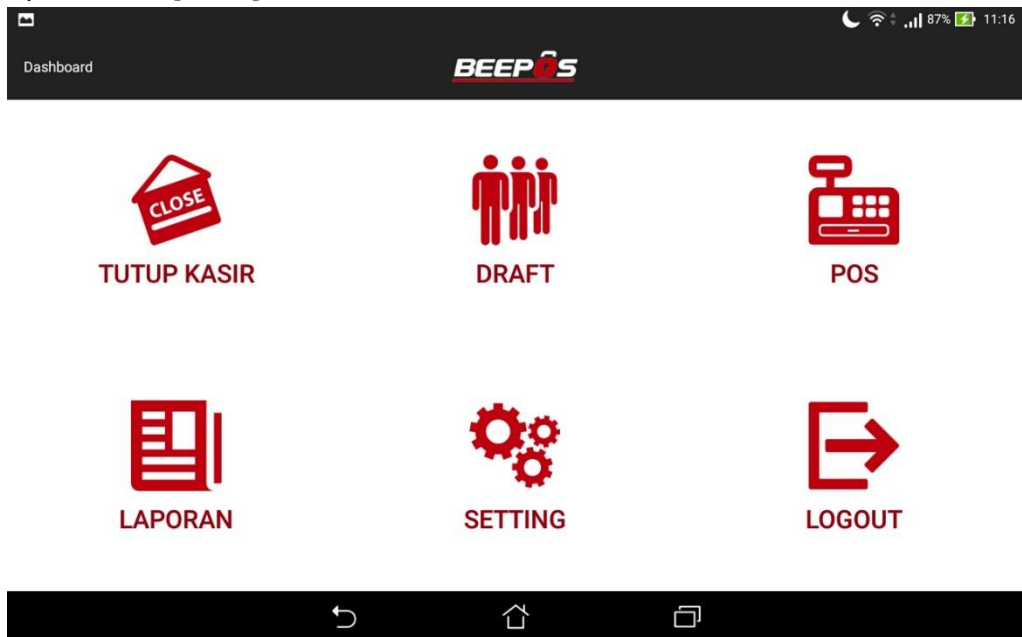 87% 11:16
Dashboard
BEEPOS
CLOSE
TUTUP KASIR
DRAFT
POS
LAPORAN
SETTING
LOGOUT